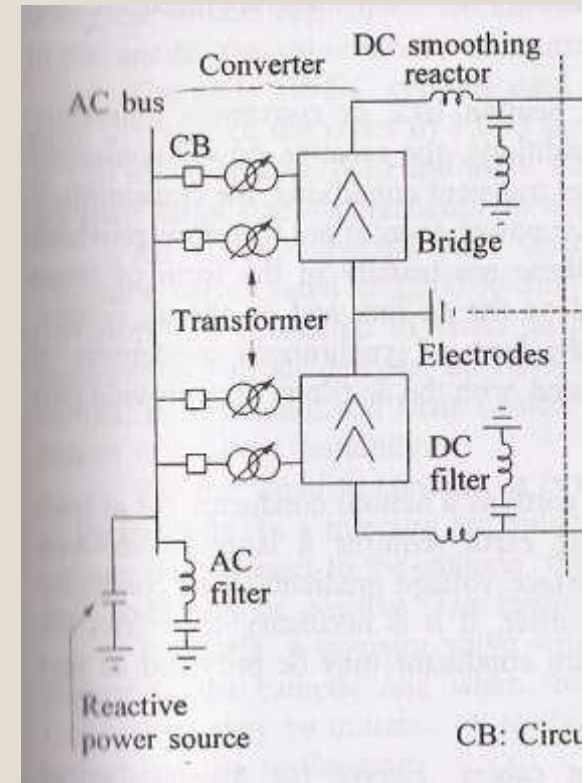 DC smoothing
reactor
Converter
AC bus
CB
Bridge
Transformer
Electrodes
DC
filter
AC
filter
Reactive
power source
CB: Circu